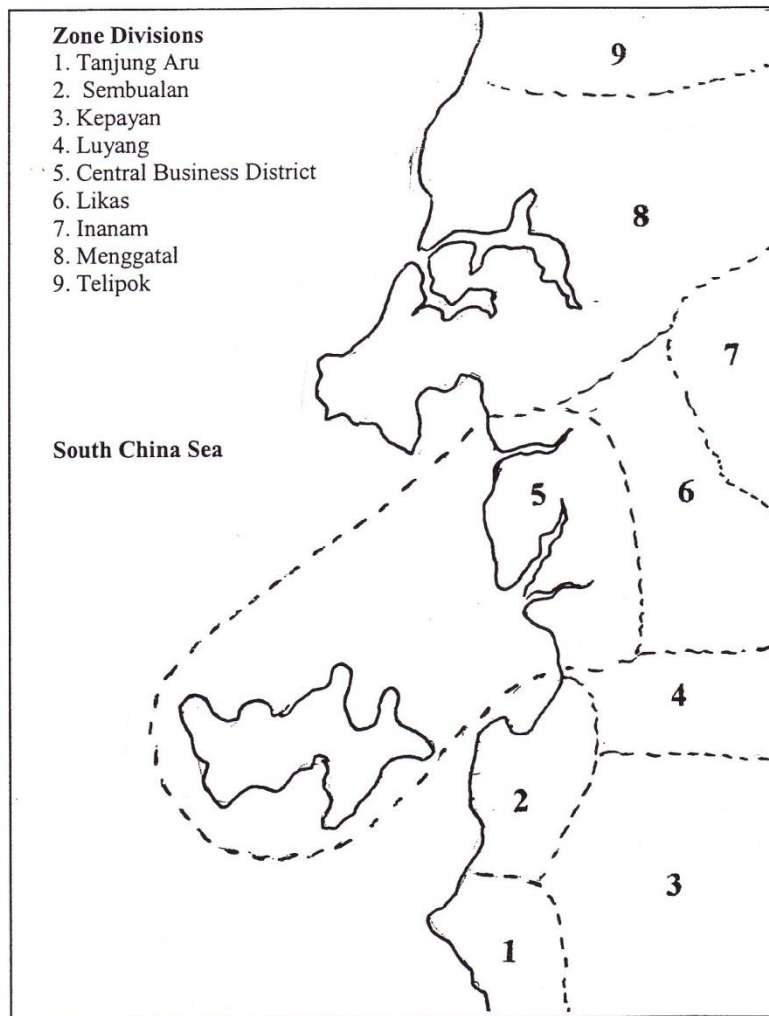 Zone Divisions
1. Tanjung Aru
2. Sembualan
3. Kepayan
4. Luyang
5. Central Business District
6. Likas
7. Inanam
8. Menggatal
9. Telipok
9
8
7
South China Sea
5
6
4
2
3
1